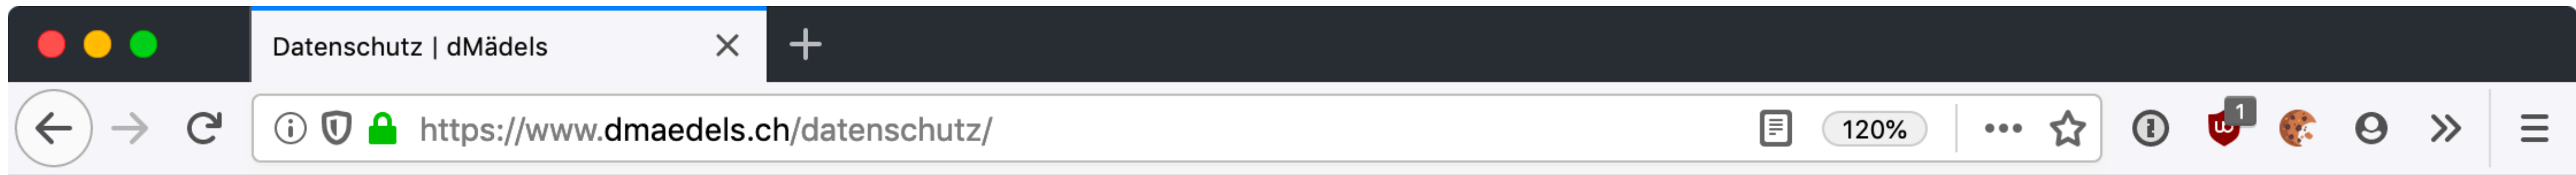 Datenschutz | dMädels
https://www.dmaedels.ch/datenschutz/ 120% 1